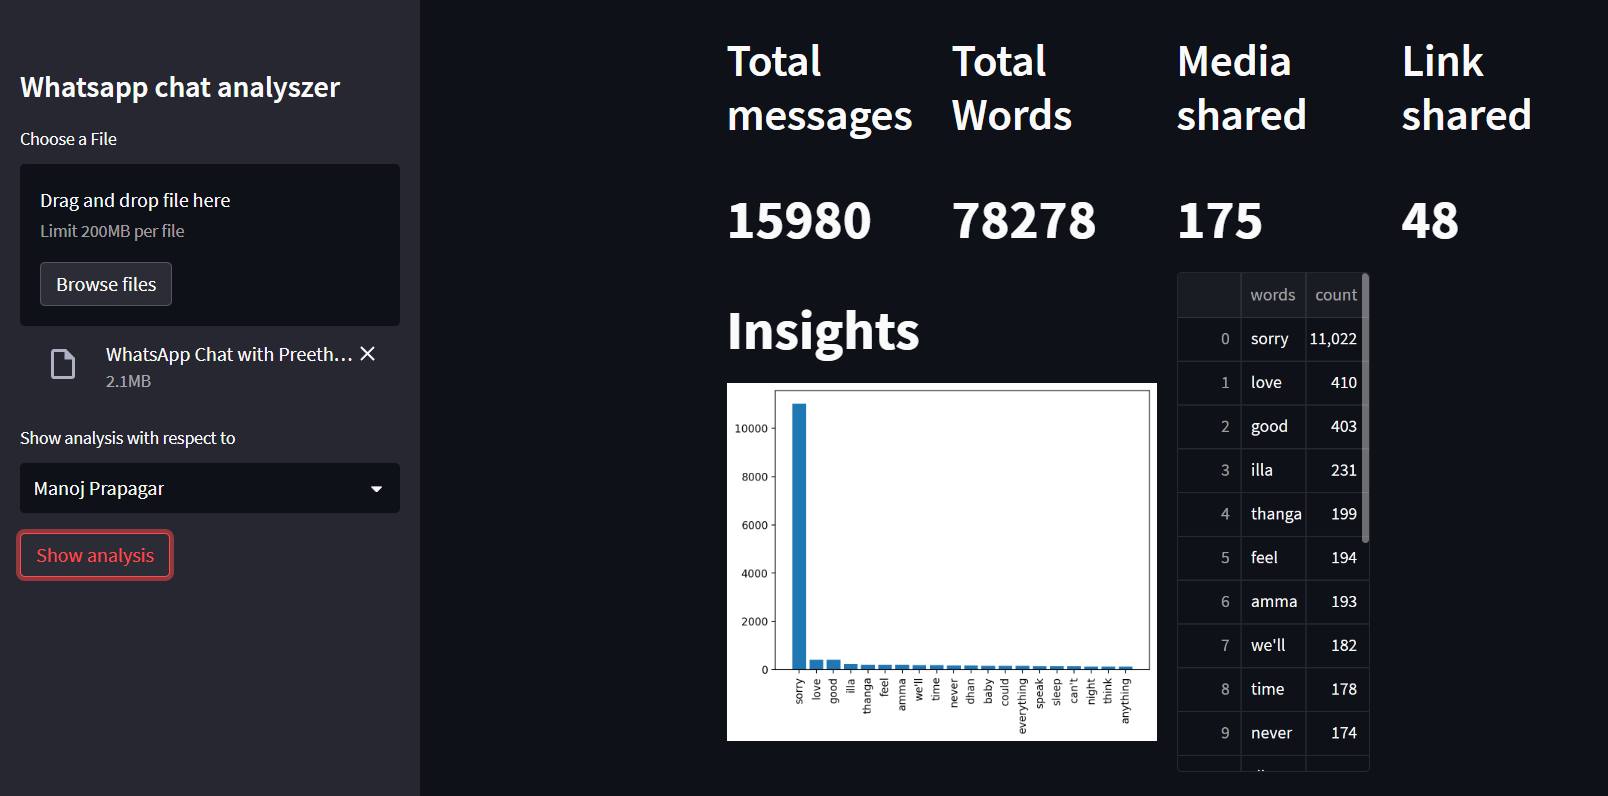 Whatsapp chat analyszer
Choose a File
Drag and drop file here
Limit 200MB per file
Browse files
WhatsApp Chat with Preeth...
2.1MB
Show analysis with respect to
Manoj Prapagar
Show analysis
Total messages
15980
Total Words
78278
Media shared
175
Link shared
48
Insights
10000
8000
6000
4000
2000
0
sorry
love
good
illa
thanga
feel
amma
we'll
time
never
dhan
baby
could
everything
speak
sleep
can't
night
think
anything
words count
0 sorry 11,022
1 love 410
2 good 403
3 illa 231
4 thanga 199
5 feel 194
6 amma 193
7 we'll 182
8 time 178
9 never 174